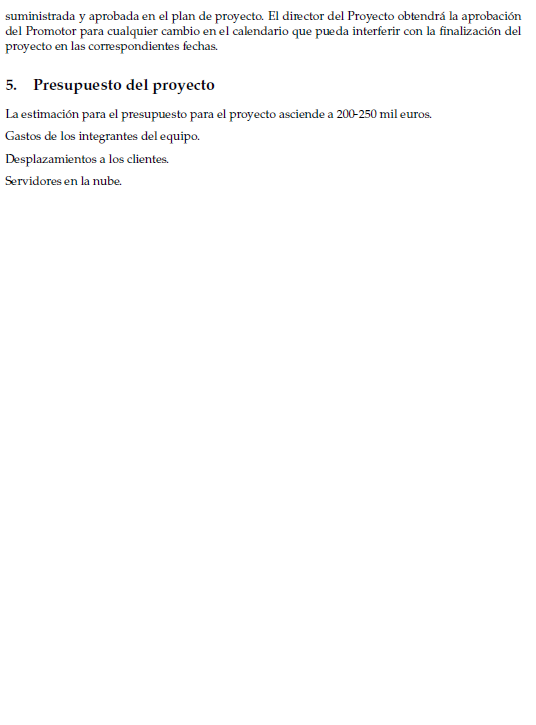 suministrada y aprobada en el plan de proyecto. El director del Proyecto obtendrá la aprobación
del Promotor para cualquier cambio en el calendario que pueda interferir con la finalización del
proyecto en las correspondientes fechas.
5. Presupuesto del proyecto
La estimación para el presupuesto para el proyecto asciende a 200-250 mil euros.
Gastos de los integrantes del equipo.
Desplazamientos a los clientes.
Servidores en la nube.